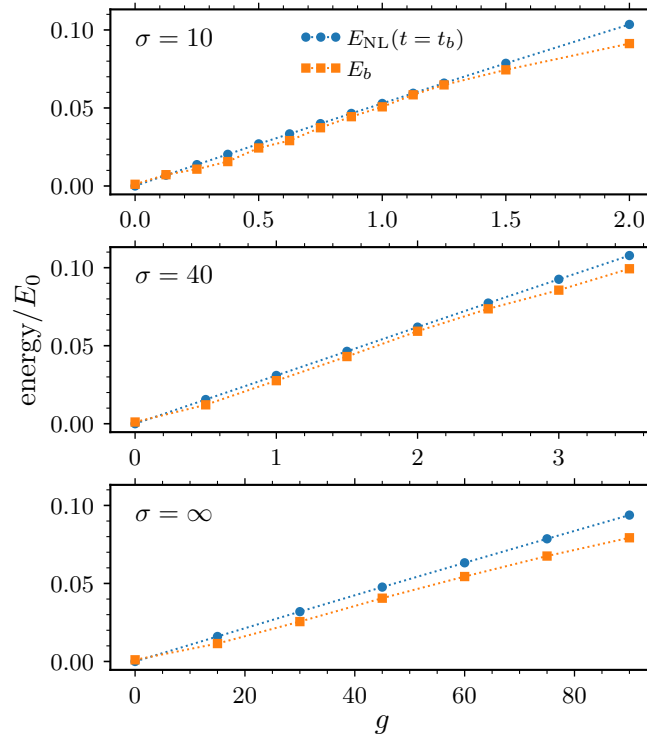 σ = 10
E_NL(t = t_b)
E_b
0.10
0.05
0.00
0.0 0.5 1.0 1.5 2.0
σ = 40
0.10
0.05
0.00
0 1 2 3
energy/E_0
σ = ∞
0.10
0.05
0.00
0 20 40 60 80
g